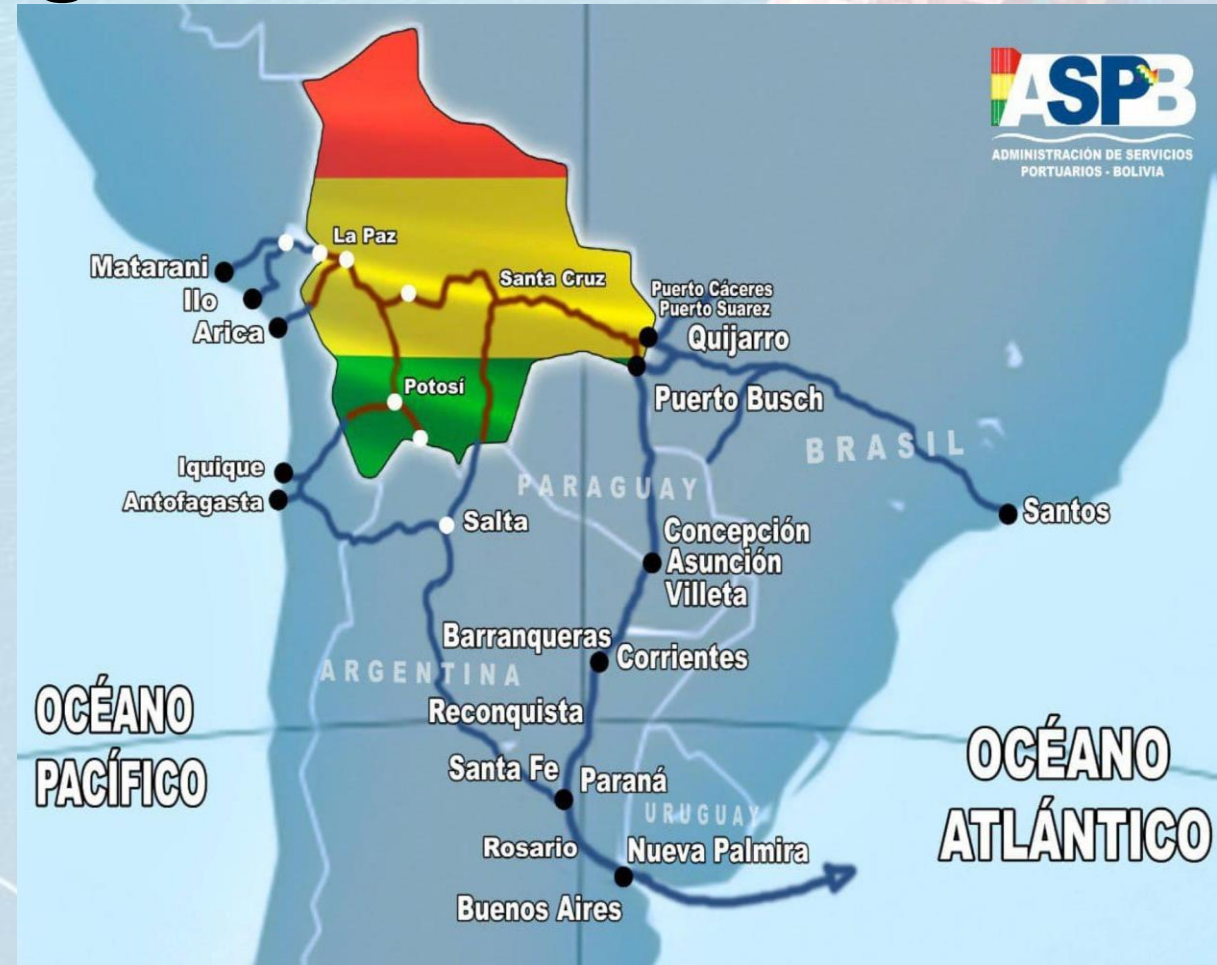 ASPB
ADMINISTRACIÓN DE SERVICIOS
PORTUARIOS - BOLIVIA
La Paz
Matarani
Ilo
Arica
Santa Cruz
Puerto Cáceres
Puerto Suarez
Quijarro
Potosí
Puerto Busch
BRASIL
Iquique
Antofagasta
PARAGUAY
Salta
Santos
Concepción
Asunción
Villeta
Barranqueras
Corrientes
ARGENTINA
Reconquista
OCÉANO
PACÍFICO
Santa Fe
Paraná
OCÉANO
ATLÁNTICO
URUGUAY
Rosario
Nueva Palmira
Buenos Aires